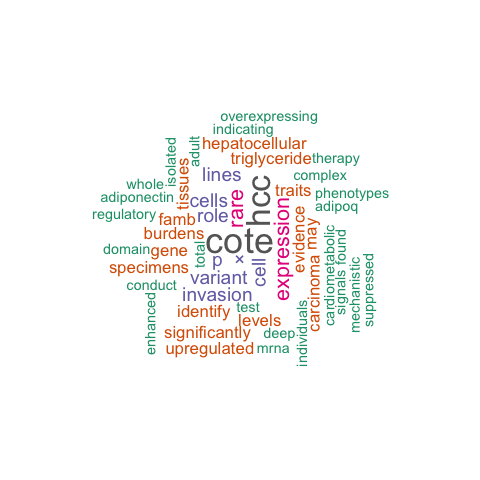 overexpressing
indicating
hepatocellular
isolated
adult
triglyceride
therapy
tissues
lines
complex
whole
hcc
traits
phenotypes
adiponectin
cells
rare
expression
adipoq
regulatory
famb
role
evidence
may
burdens
cote
found
domain
gene
total
p
×
cell
carcinoma
cardiometabolic
signals
mechanistic
suppressed
specimens
variant
conduct
invasion
enhanced
identify
test
levels
individuals
significantly
deep
upregulated
mrna